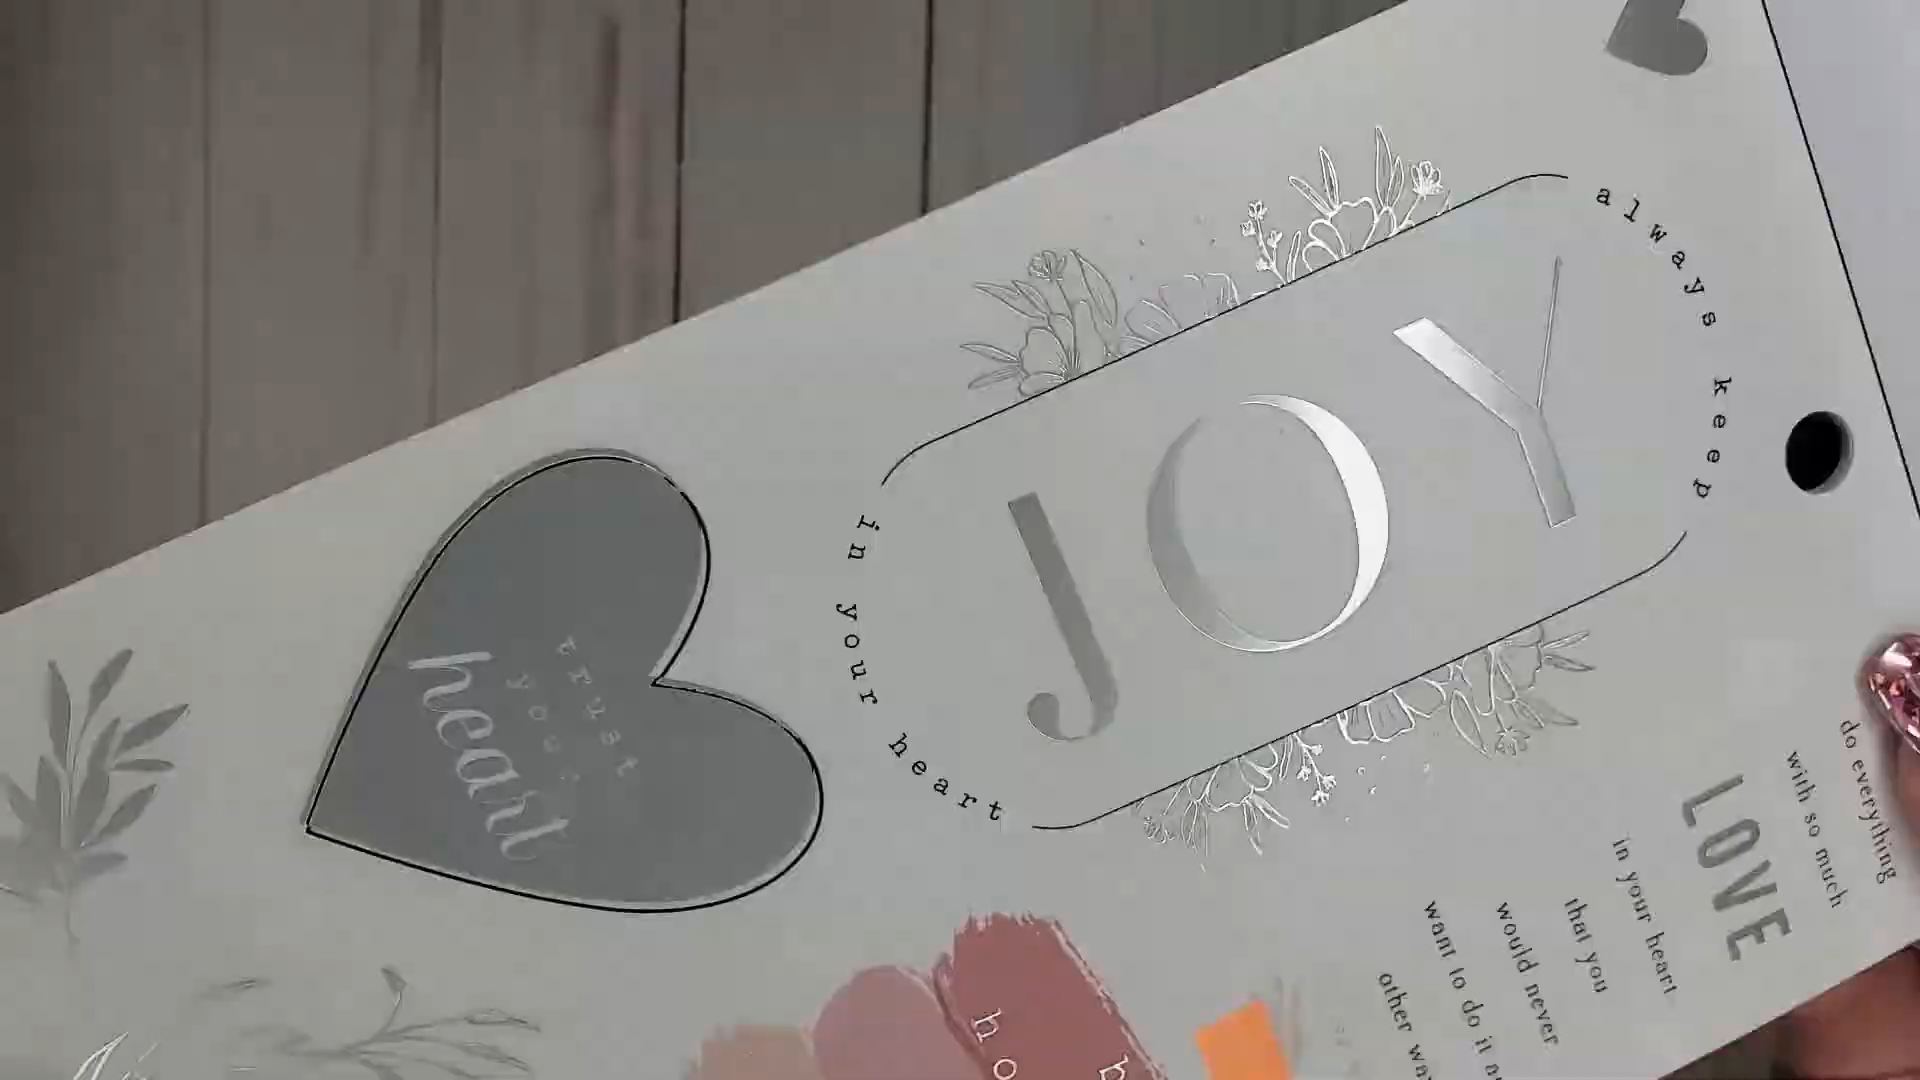 always keep
JOY
in your heart
trust
your
heart
do everything
with so much
LOVE
in your heart
that you
would never
want to do it
other